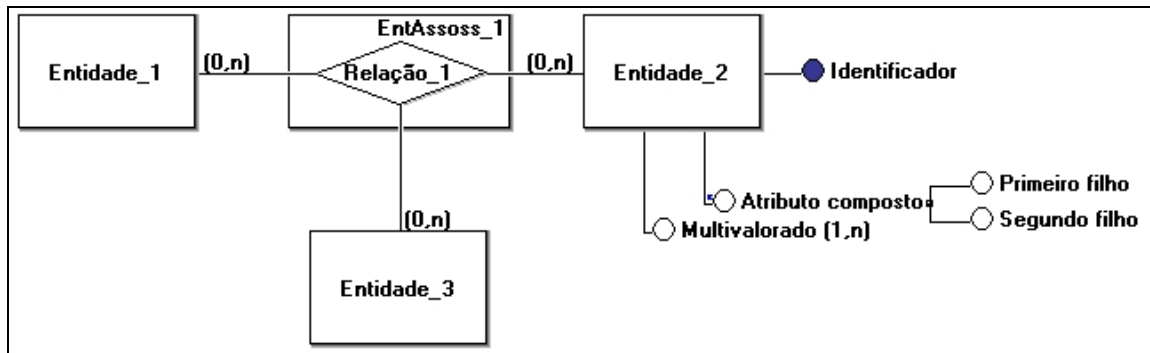 EntAssoss_1
Entidade_1
(0,n)
Relação_1
(0,n)
Entidade_2
Identificador
Primeiro filho
Atributo composto
Segundo filho
Multivalorado (1,n)
(0,n)
Entidade_3